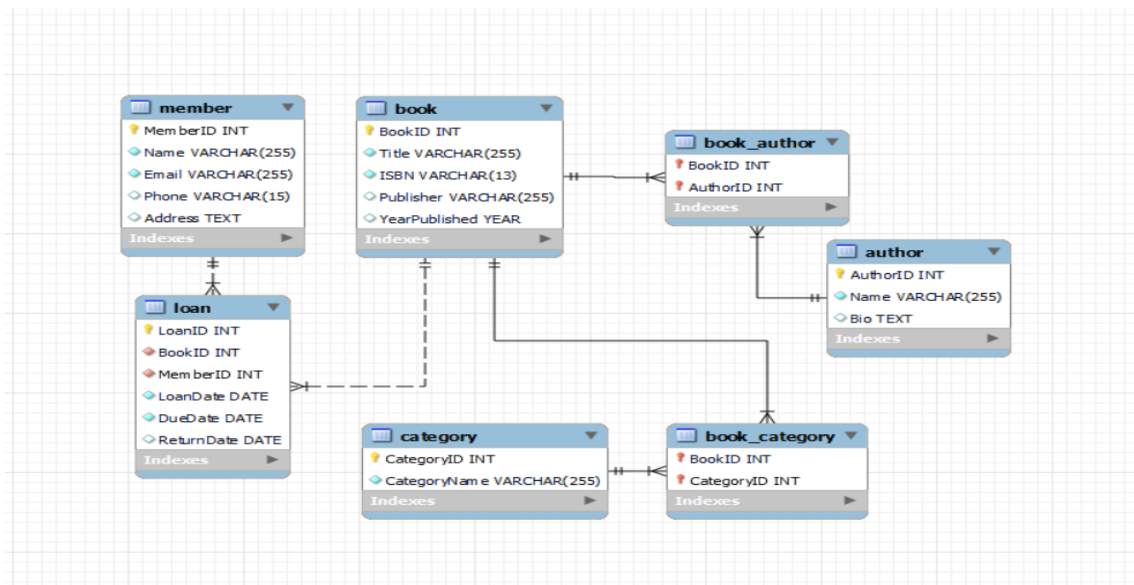 member
MemberID INT
Name VARCHAR(255)
Email VARCHAR(255)
Phone VARCHAR(15)
Address TEXT
Indexes
book
BookID INT
Title VARCHAR(255)
ISBN VARCHAR(13)
Publisher VARCHAR(255)
YearPublished YEAR
Indexes
book_author
BookID INT
AuthorID INT
Indexes
author
AuthorID INT
Name VARCHAR(255)
Bio TEXT
Indexes
loan
LoanID INT
BookID INT
MemberID INT
LoanDate DATE
DueDate DATE
ReturnDate DATE
Indexes
category
CategoryID INT
CategoryName VARCHAR(255)
Indexes
book_category
BookID INT
CategoryID INT
Indexes